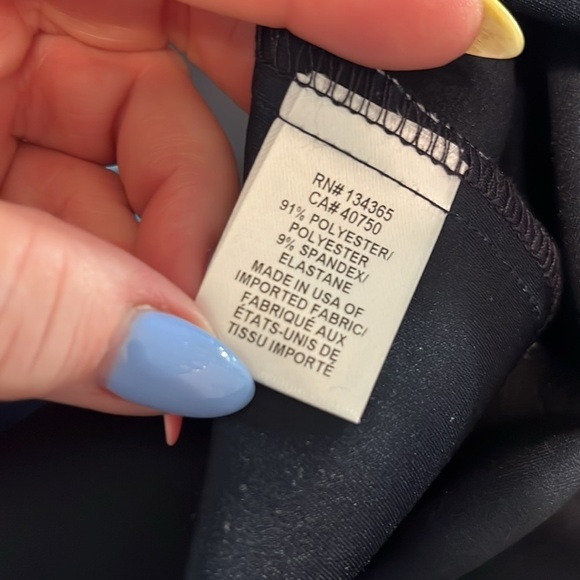 RN# 134365
CA# 40750
91% POLYESTER/
POLYESTER
9% SPANDEX/
ELASTANE
MADE IN USA OF
IMPORTED FABRIC/
FABRIQUÉ AUX
ÉTATS-UNIS DE
TISSU IMPORTÉ